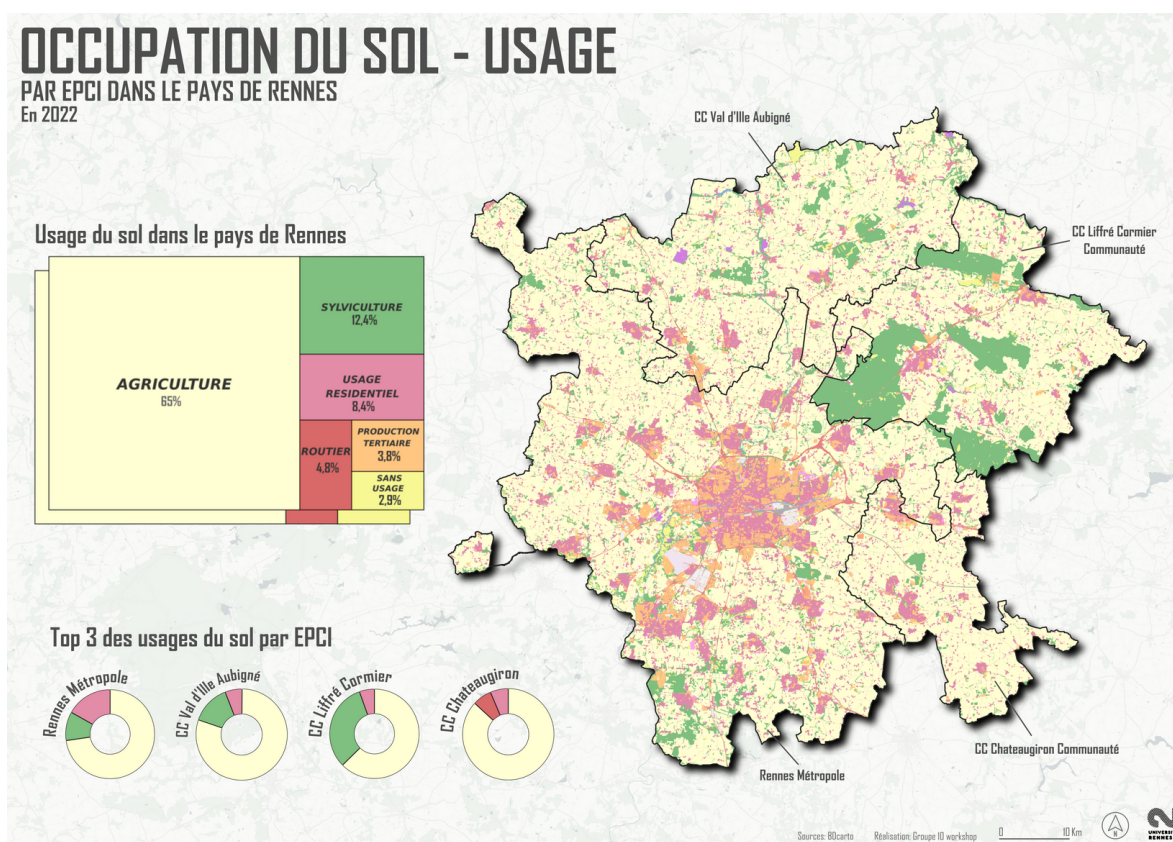 OCCUPATION DU SOL - USAGE
PAR EPCI DANS LE PAYS DE RENNES
En 2022
CC Val d'Ille Aubigné
CC Liffré Cormier
Communauté
Usage du sol dans le pays de Rennes
AGRICULTURE
65%
SYLVICULTURE
12,4%
USAGE
RESIDENTIEL
8,4%
ROUTIER
4,8%
PRODUCTION
TERTIAIRE
3,8%
SANS
USAGE
2,9%
Top 3 des usages du sol par EPCI
Rennes Métropole
CC Val d'Ille Aubigné
CC Liffré Cormier
CC Chateaugiron
CC Chateaugiron Communauté
Rennes Métropole
Sources: BDcarto
Réalisation: Groupe 10 workshop
0
10 Km
N